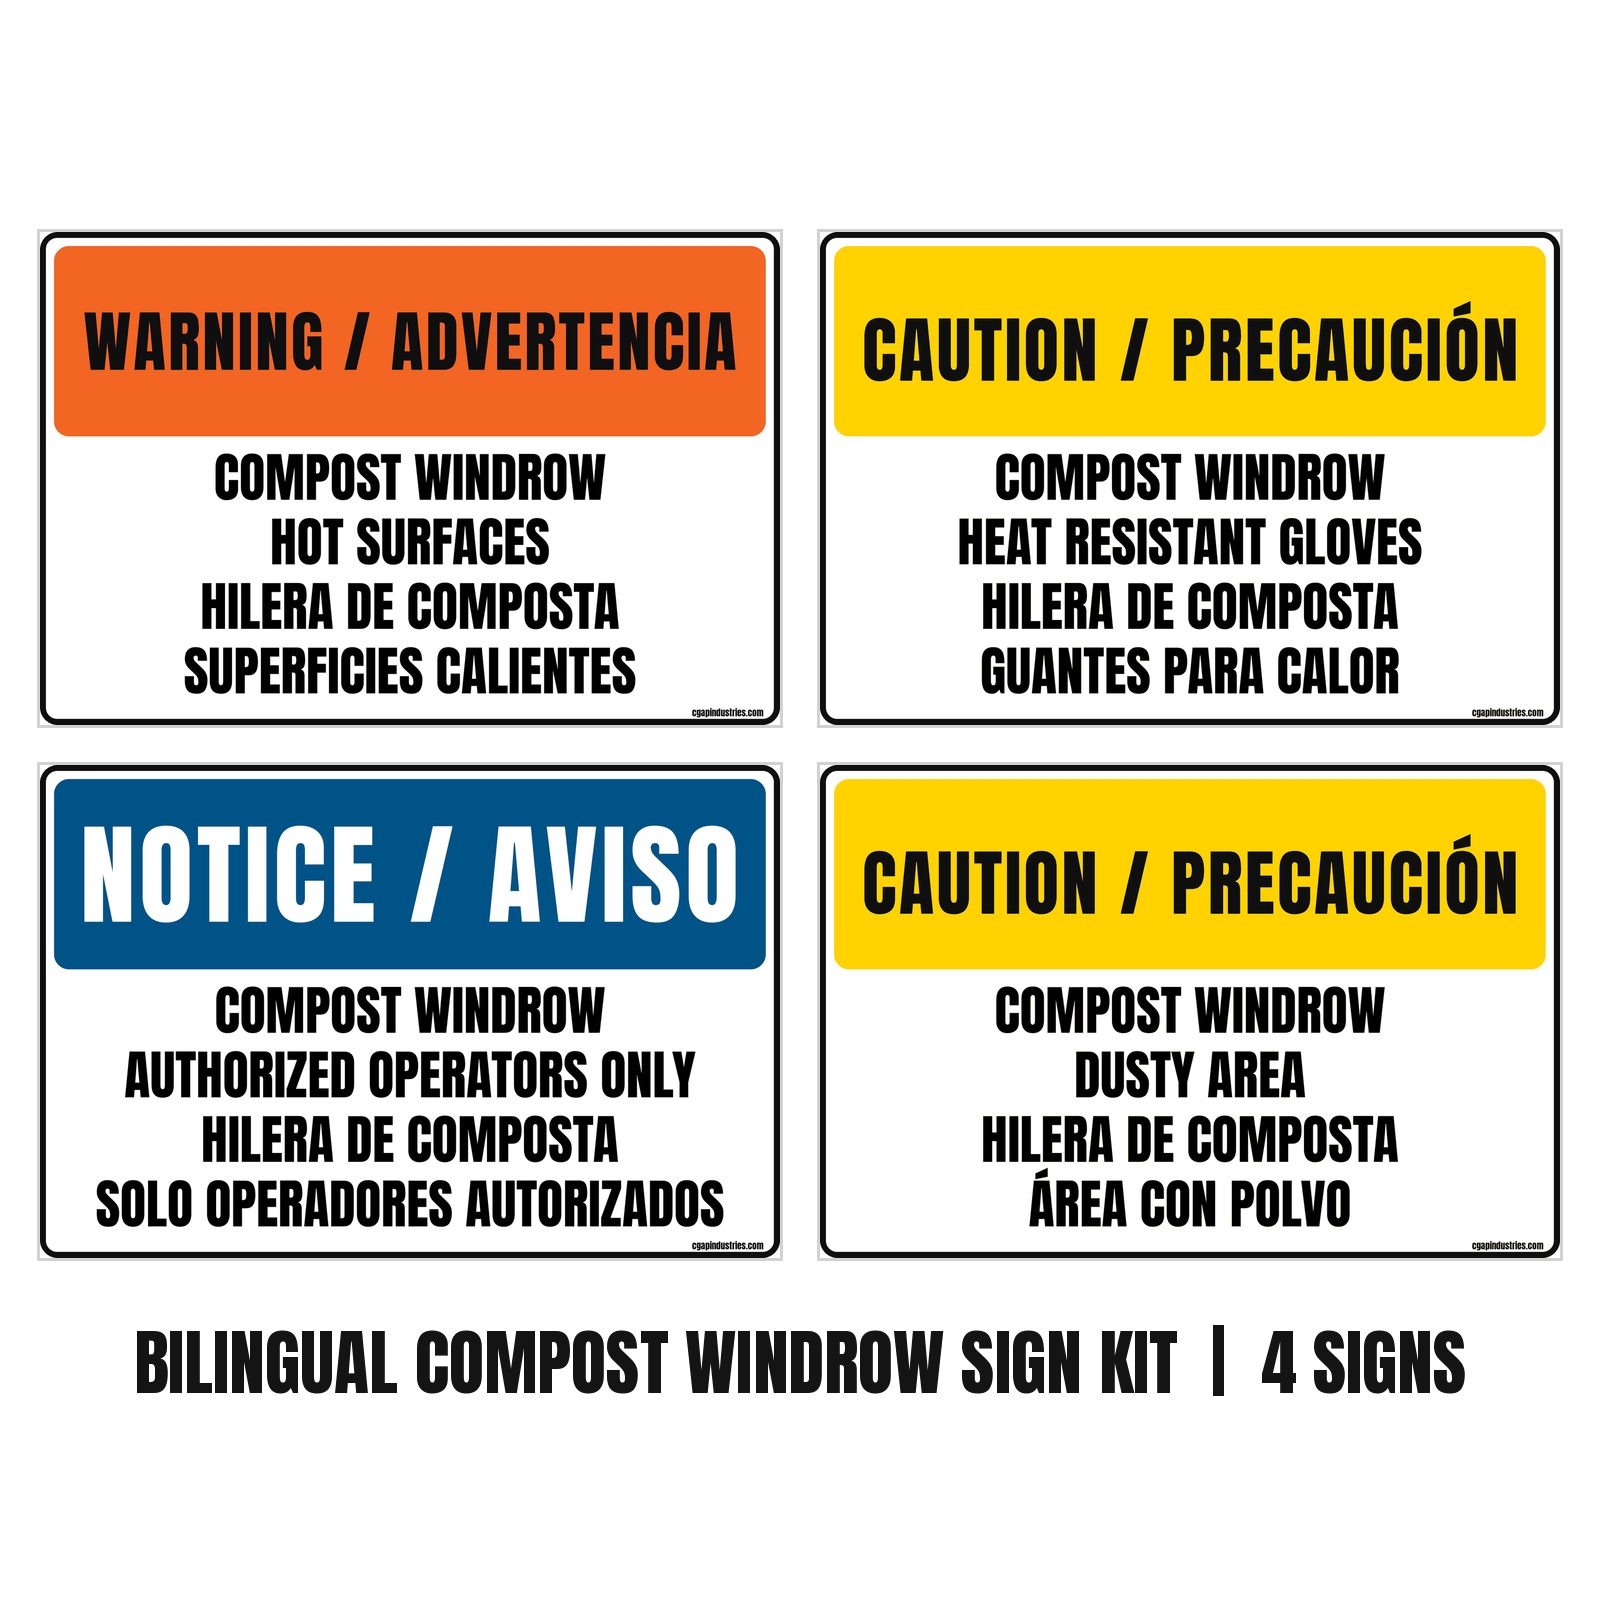 WARNING / ADVERTENCIA
COMPOST WINDROW
HOT SURFACES
HILERA DE COMPOSTA
SUPERFICIES CALIENTES
cgapindustries.com
CAUTION / PRECAUCIÓN
COMPOST WINDROW
HEAT RESISTANT GLOVES
HILERA DE COMPOSTA
GUANTES PARA CALOR
cgapindustries.com
NOTICE / AVISO
COMPOST WINDROW
AUTHORIZED OPERATORS ONLY
HILERA DE COMPOSTA
SOLO OPERADORES AUTORIZADOS
cgapindustries.com
CAUTION / PRECAUCIÓN
COMPOST WINDROW
DUSTY AREA
HILERA DE COMPOSTA
ÁREA CON POLVO
cgapindustries.com
BILINGUAL COMPOST WINDROW SIGN KIT | 4 SIGNS